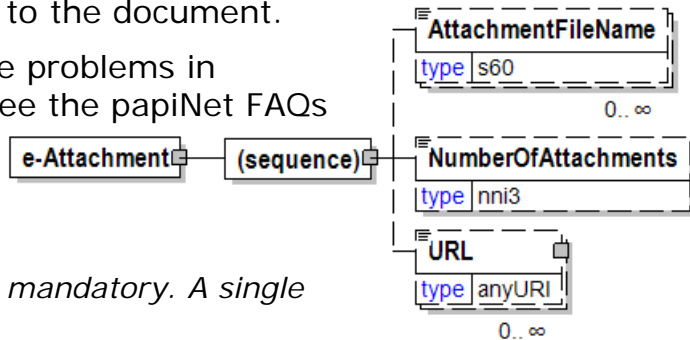 to the document.
e problems in
ee the papiNet FAQs
mandatory. A single
e-Attachment
(sequence)
AttachmentFileName
type s60
0.. ∞
NumberOfAttachments
type nni3
URL
type anyURI
0.. ∞